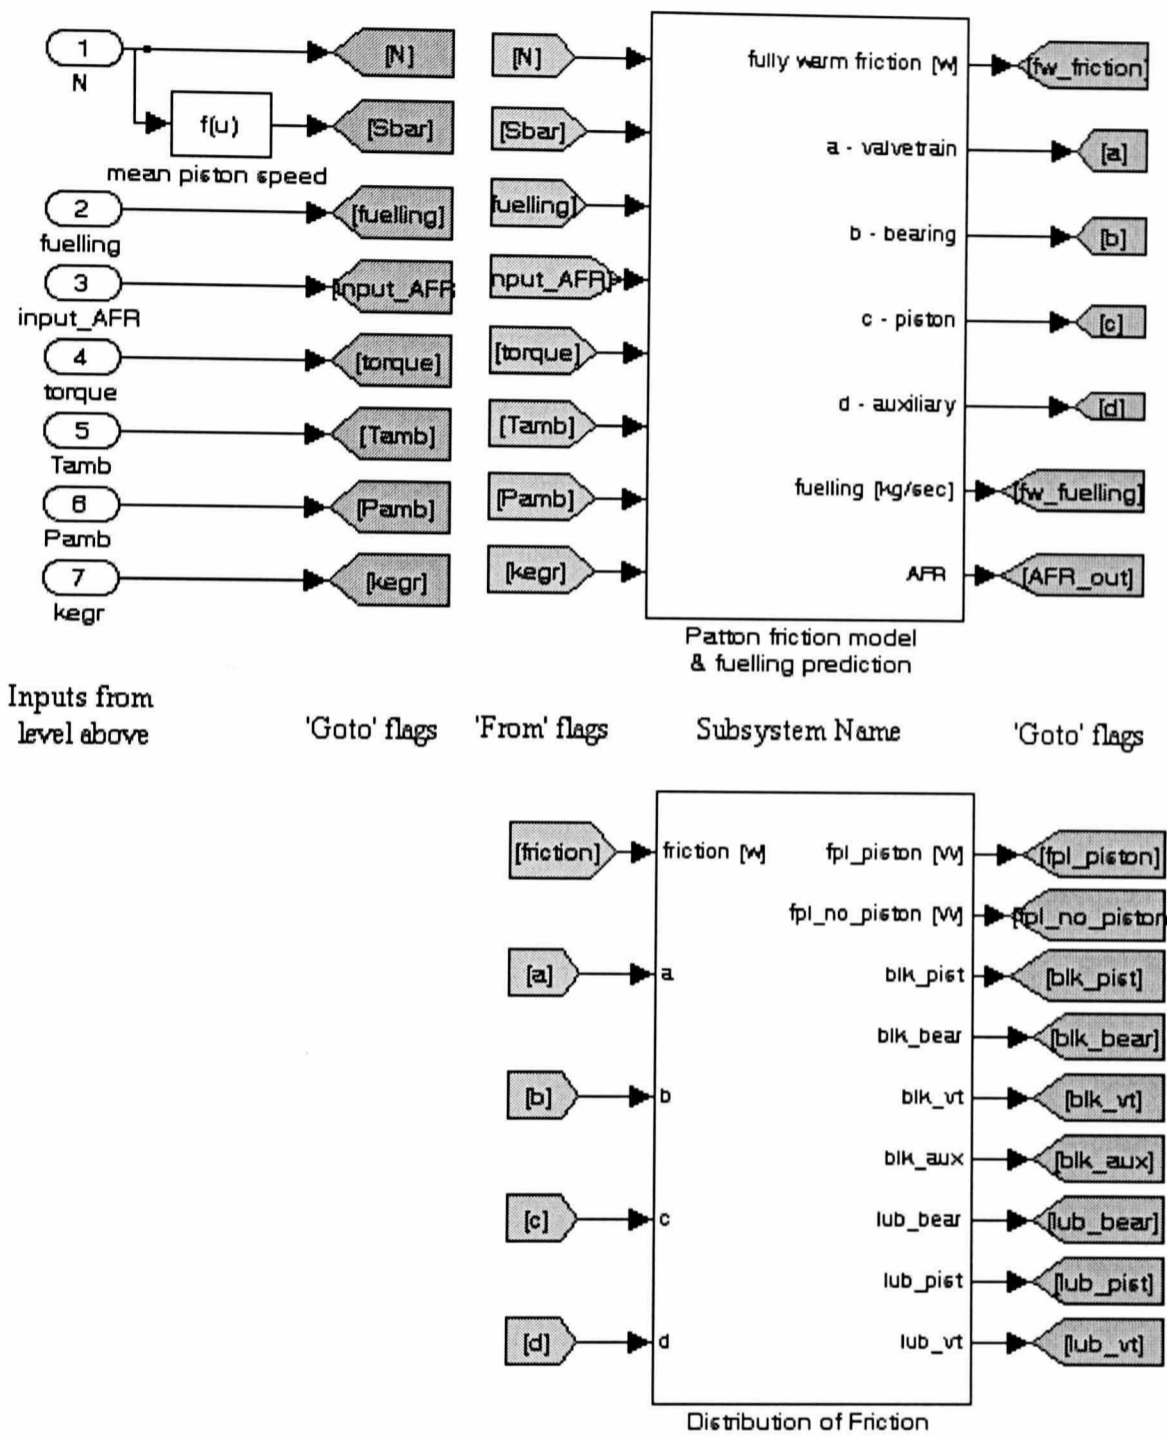 1
N
[N]
f(u)
mean piston speed
[Sbar]
2
fuelling
[fuelling]
3
input_AFR
[input_AFR
4
torque
[torque]
5
Tamb
[Tamb]
6
Pamb
[Pamb]
7
kegr
[kegr]
[N]
[Sbar]
fuelling]
nput_AFR]
[torque]
[Tamb]
[Pamb]
[kegr]
fully warm friction [W]
a - valvetrain
b - bearing
c - piston
d - auxiliary
fuelling [kg/sec]
AFR
Patton friction model
& fuelling prediction
[fw_friction]
[a]
[b]
[c]
[d]
[fw_fuelling]
[AFR_out]
Inputs from
level above
'Goto' flags
'From' flags
Subsystem Name
'Goto' flags
[friction]
[a]
[b]
[c]
[d]
friction [W]
a
b
c
d
fpl_piston [W]
fpl_no_piston [W]
blk_pist
blk_bear
blk_vt
blk_aux
lub_bear
lub_pist
lub_vt
Distribution of Friction
[fpl_piston]
[fpl_no_piston
[blk_pist]
[blk_bear]
[blk_vt]
[blk_aux]
[lub_bear]
[lub_pist]
[lub_vt]